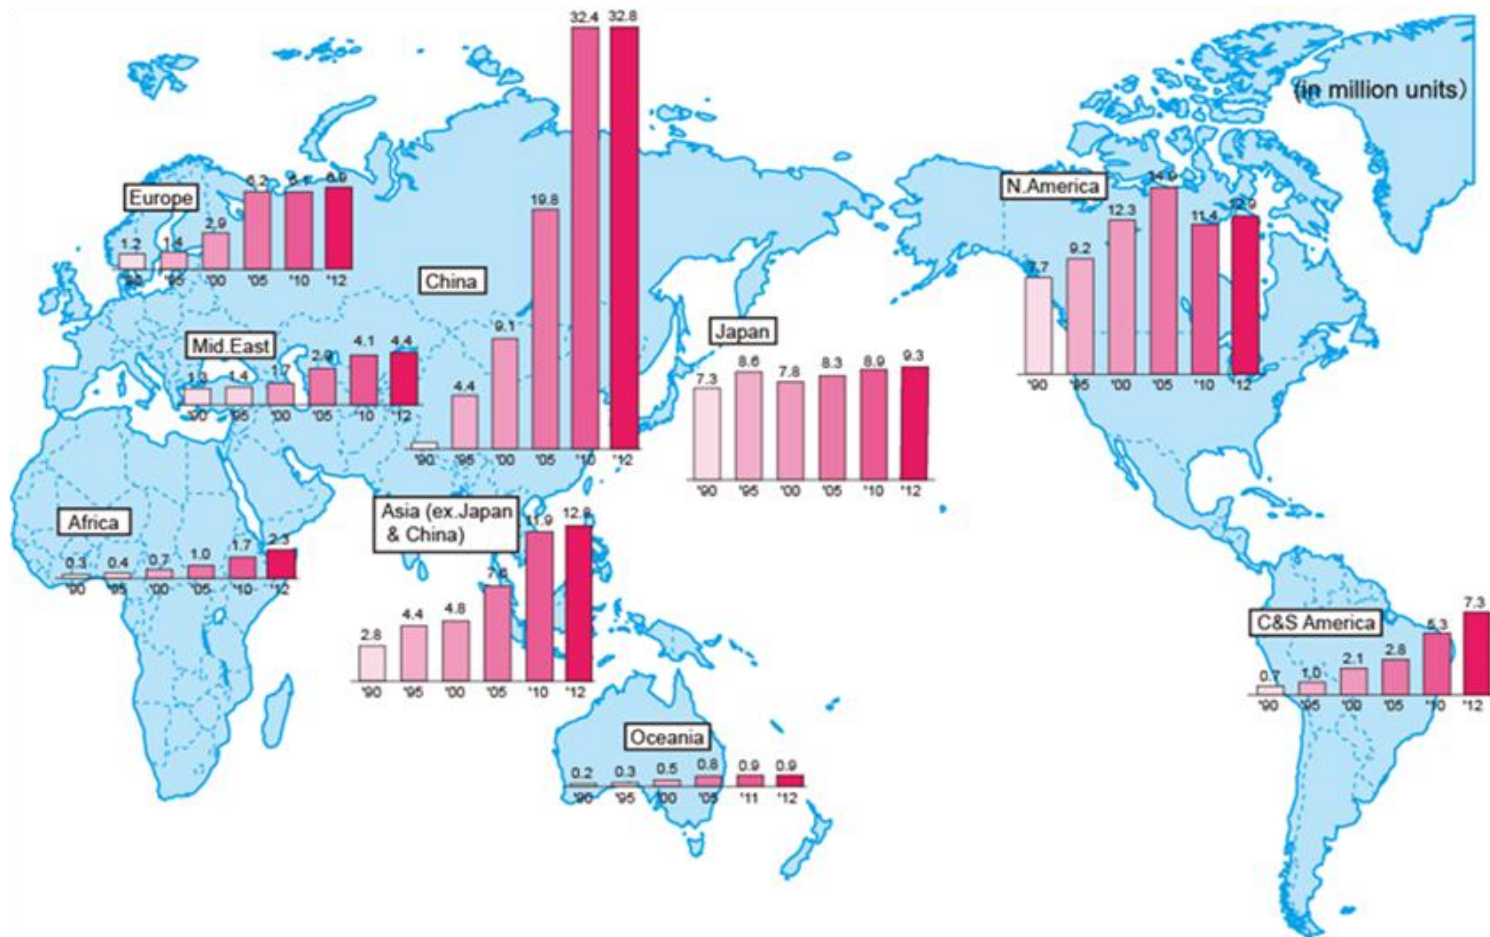 (in million units)
Europe
1.2 1.4 2.9 6.2 6.1 6.9
'90 '95 '00 '05 '10 '12
China
4.4 9.1 19.8 32.4 32.8
'90 '95 '00 '05 '10 '12
N.America
7.7 9.2 12.3 14.9 11.4 12.9
'90 '95 '00 '05 '10 '12
Mid.East
1.3 1.4 1.7 2.9 4.1 4.4
'90 '95 '00 '05 '10 '12
Japan
7.3 8.6 7.8 8.3 8.9 9.3
'90 '95 '00 '05 '10 '12
Africa
0.3 0.4 0.7 1.0 1.7 2.3
'90 '95 '00 '05 '10 '12
Asia (ex.Japan
& China)
2.8 4.4 4.8 7.6 11.9 12.8
'90 '95 '00 '05 '10 '12
C&S America
0.7 1.0 2.1 2.8 5.3 7.3
'90 '95 '00 '05 '10 '12
Oceania
0.2 0.3 0.5 0.8 0.9 0.9
'90 '95 '00 '05 '11 '12